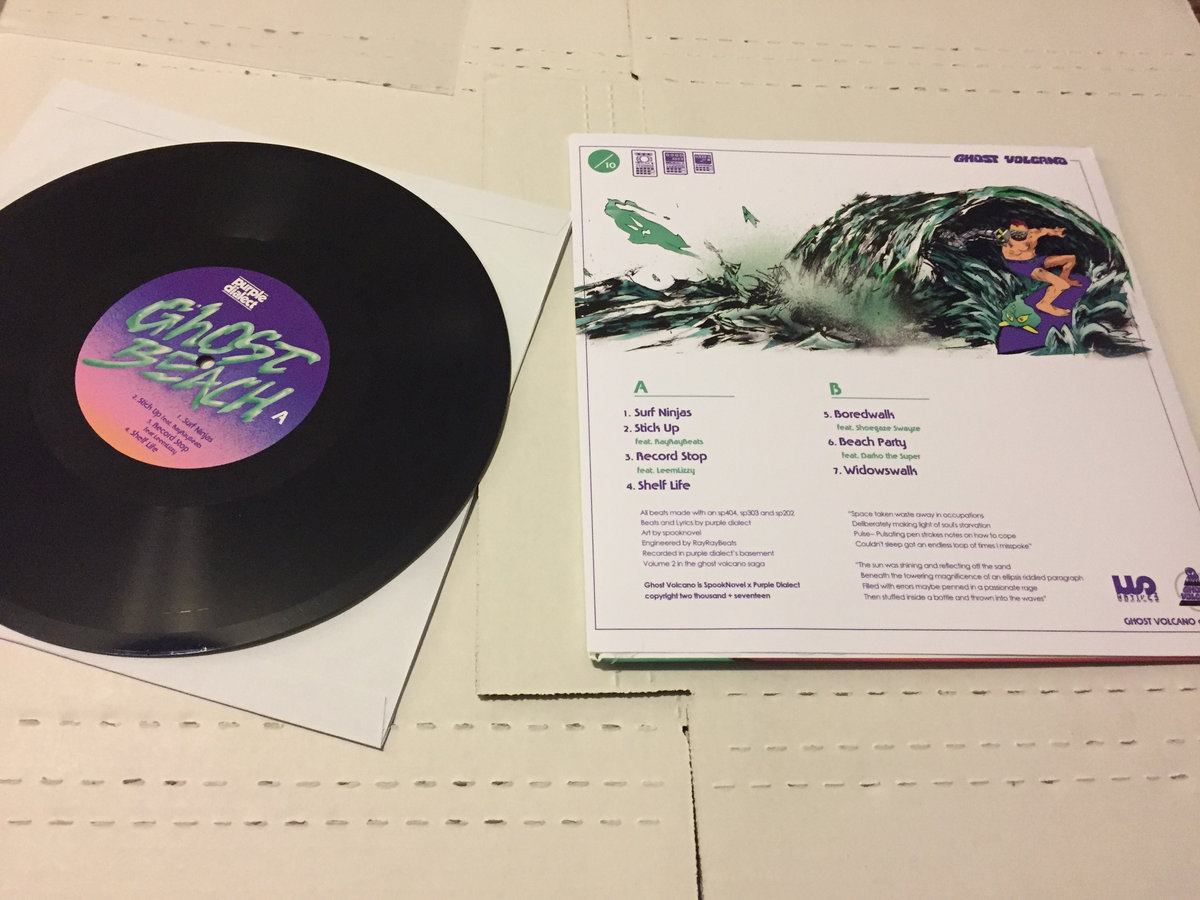 purple
dialect
GhOST
BEACH
A
1. Surf Ninjas
2. Stick Up feat. RayRayBeats
3. Record Stop
feat. LeemLizzy
4. Shelf Life
/10
GHOST VOLCANO
A
1. Surf Ninjas
2. Stick Up
feat. RayRayBeats
3. Record Stop
feat. LeemLizzy
4. Shelf Life
B
5. Boredwalk
feat. Shoegaze Swayze
6. Beach Party
feat. Darko the Super
7. Widowswalk
All beats made with an sp404, sp303 and sp202
Beats and Lyrics by purple dialect
Art by spooknovel
Engineered by RayRayBeats
Recorded in purple dialect's basement
Volume 2 in the ghost volcano saga
Ghost Volcano is SpookNovel x Purple Dialect
copyright two thousand + seventeen
"Space taken waste away in occupations
Deliberately making light of soul's starvation
Pulse- Pulsating pen strokes notes on how to cope
Couldn't sleep got an endless loop of times i misspoke"
"The sun was shining and reflecting off the sand
Beneath the towering magnificence of an ellipsis riddled paragraph
Filled with errors maybe penned in a passionate rage
Then stuffed inside a bottle and thrown into the waves"
GHOST VOLCANO